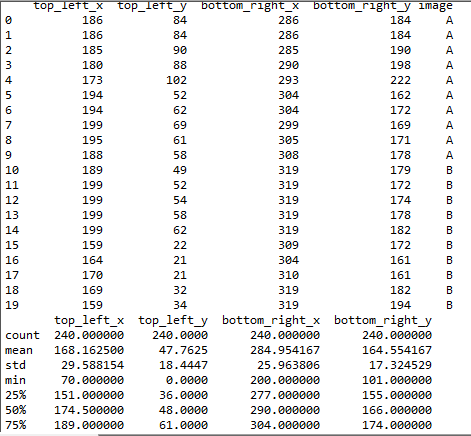 top_left_x top_left_y bottom_right_x bottom_right_y image
0 186 84 286 184 A
1 186 84 286 184 A
2 185 90 285 190 A
3 180 88 290 198 A
4 173 102 293 222 A
5 194 52 304 162 A
6 194 62 304 172 A
7 199 69 299 169 A
8 195 61 305 171 A
9 188 58 308 178 A
10 189 49 319 179 B
11 199 52 319 172 B
12 199 54 319 174 B
13 199 58 319 178 B
14 199 62 319 182 B
15 159 22 309 172 B
16 164 21 304 161 B
17 170 21 310 161 B
18 169 32 319 182 B
19 159 34 319 194 B
top_left_x top_left_y bottom_right_x bottom_right_y
count 240.000000 240.0000 240.000000 240.000000
mean 168.162500 47.7625 284.954167 164.554167
std 29.588154 18.4447 25.963806 17.324529
min 70.000000 0.0000 200.000000 101.000000
25% 151.000000 36.0000 277.000000 155.000000
50% 174.500000 48.0000 290.000000 166.000000
75% 189.000000 61.0000 304.000000 174.000000